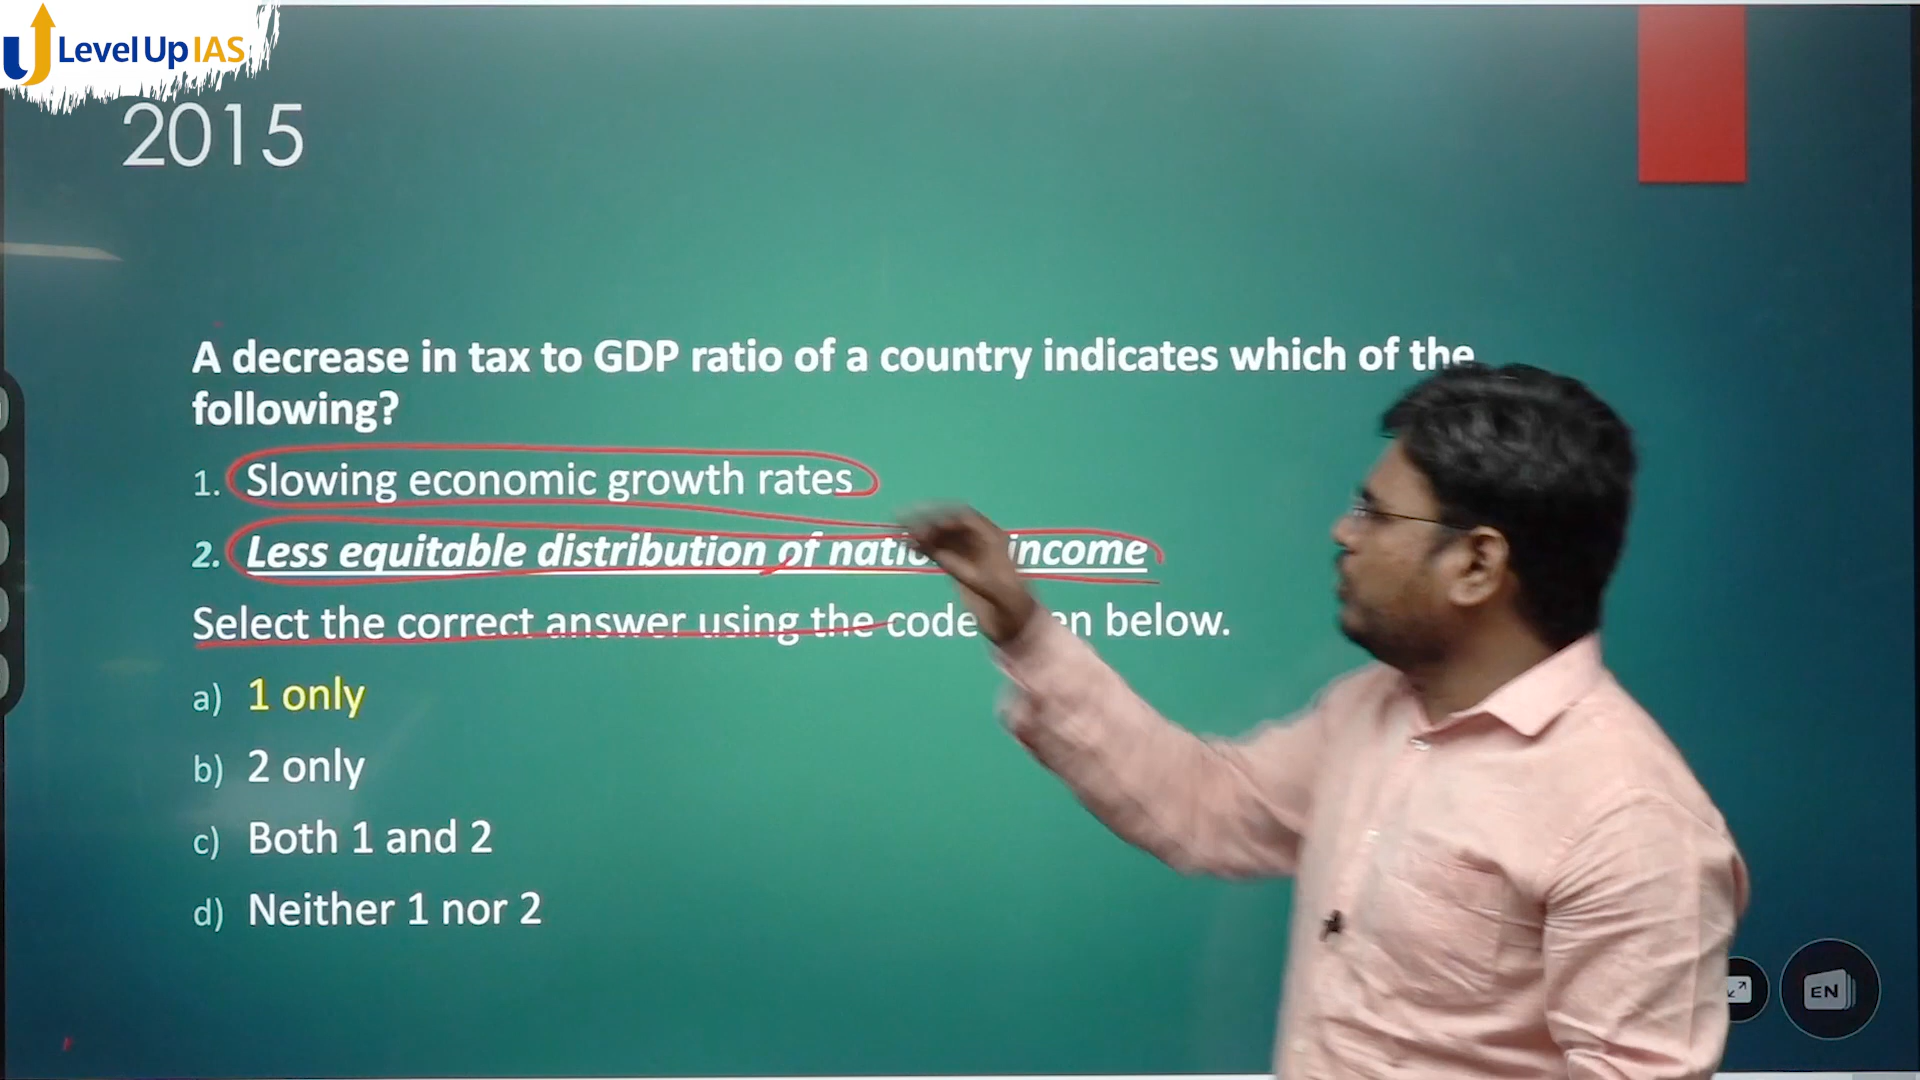 Level Up IAS
2015
A decrease in tax to GDP ratio of a country indicates which of the
following?
1. Slowing economic growth rates
2. Less equitable distribution of income
Select the correct answer using the code below.
a) 1 only
b) 2 only
c) Both 1 and 2
d) Neither 1 nor 2
EN